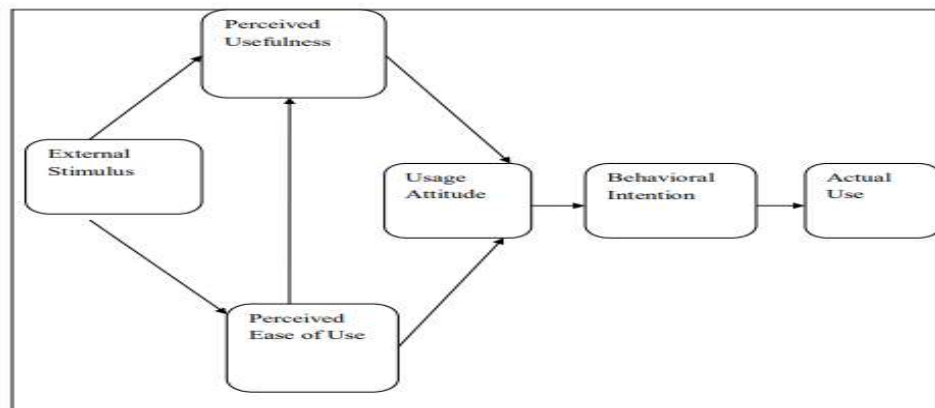 Perceived
Usefulness
External
Stimulus
Usage
Attitude
Behavioral
Intention
Actual
Use
Perceived
Ease of Use